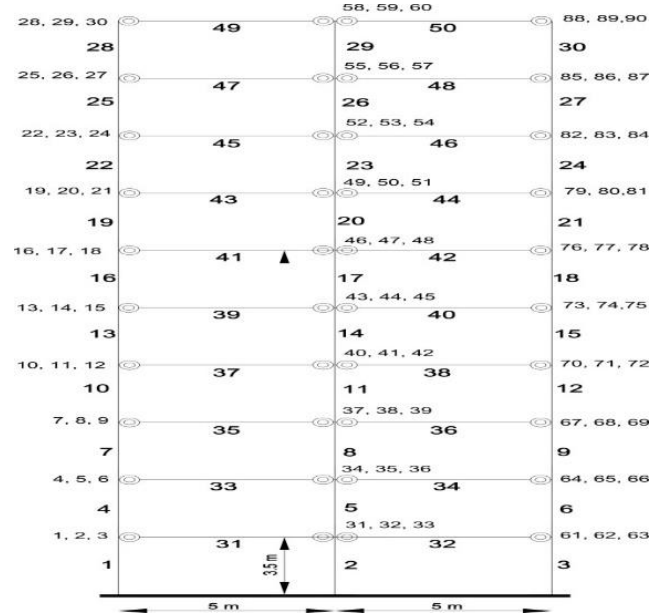 58, 59, 60
28, 29, 30 49 50 88, 89,90
28 29 30
55, 56, 57
25, 26, 27 47 48 85, 86, 87
25 26 27
52, 53, 54
22, 23, 24 45 46 82, 83, 84
22 23 24
49, 50, 51
19, 20, 21 43 44 79, 80,81
19 20 21
46, 47, 48
16, 17, 18 41 42 76, 77, 78
16 17 18
43, 44, 45
13, 14, 15 39 40 73, 74,75
13 14 15
40, 41, 42
10, 11, 12 37 38 70, 71, 72
10 11 12
37, 38, 39
7, 8, 9 35 36 67, 68, 69
7 8 9
34, 35, 36
4, 5, 6 33 34 64, 65, 66
4 5 6
31, 32, 33
1, 2, 3 31 32 61, 62, 63
1 3.5 m 2 3
5 m 5 m